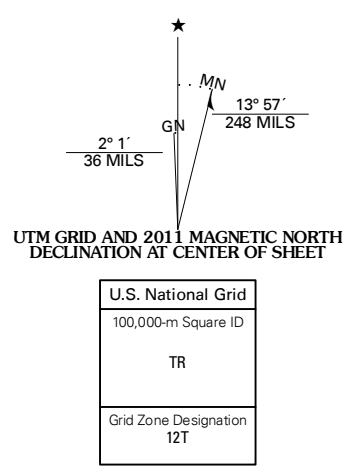 MN
13° 57´
248 MILS
GN
2° 1´
36 MILS
UTM GRID AND 2011 MAGNETIC NORTH
DECLINATION AT CENTER OF SHEET
U.S. National Grid
100,000-m Square ID
TR
Grid Zone Designation
12T